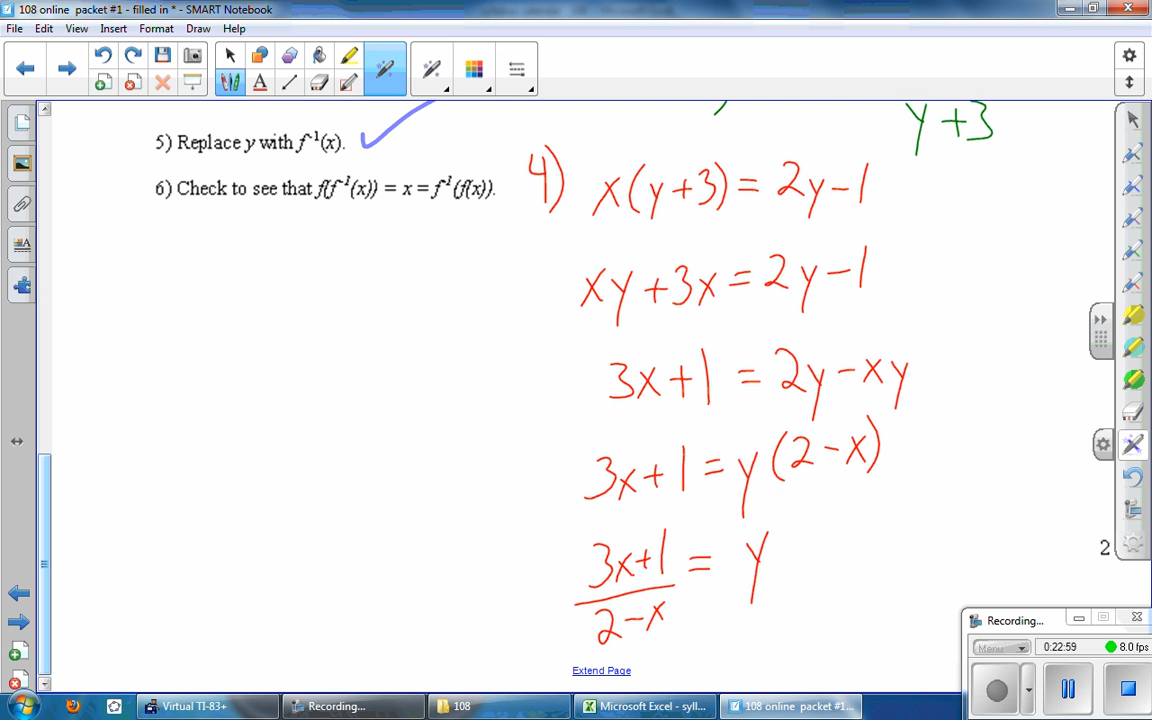 108 online packet #1 - filled in * - SMART Notebook
File Edit View Insert Format Draw Help
y + 3
5) Replace y with f⁻¹(x).
6) Check to see that f(f⁻¹(x)) = x = f⁻¹(f(x)).
4) x(y+3) = 2y-1
xy + 3x = 2y-1
3x + 1 = 2y - xy
3x + 1 = y(2-x)
3x+1 = y
2-x
2
Extend Page
Recording...
Menu
0:22:59 8.0 fps
Virtual TI-83+ Recording... 108 Microsoft Excel - syll... 108 online packet #1...